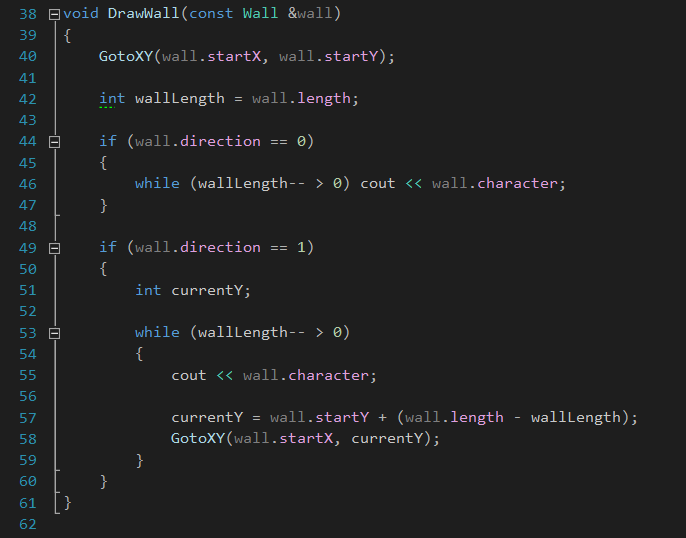 38 void DrawWall(const Wall &wall)
39 {
40     GotoXY(wall.startX, wall.startY);
41
42     int wallLength = wall.length;
43
44     if (wall.direction == 0)
45     {
46         while (wallLength-- > 0) cout << wall.character;
47     }
48
49     if (wall.direction == 1)
50     {
51         int currentY;
52
53         while (wallLength-- > 0)
54         {
55             cout << wall.character;
56
57             currentY = wall.startY + (wall.length - wallLength);
58             GotoXY(wall.startX, currentY);
59         }
60     }
61 }
62